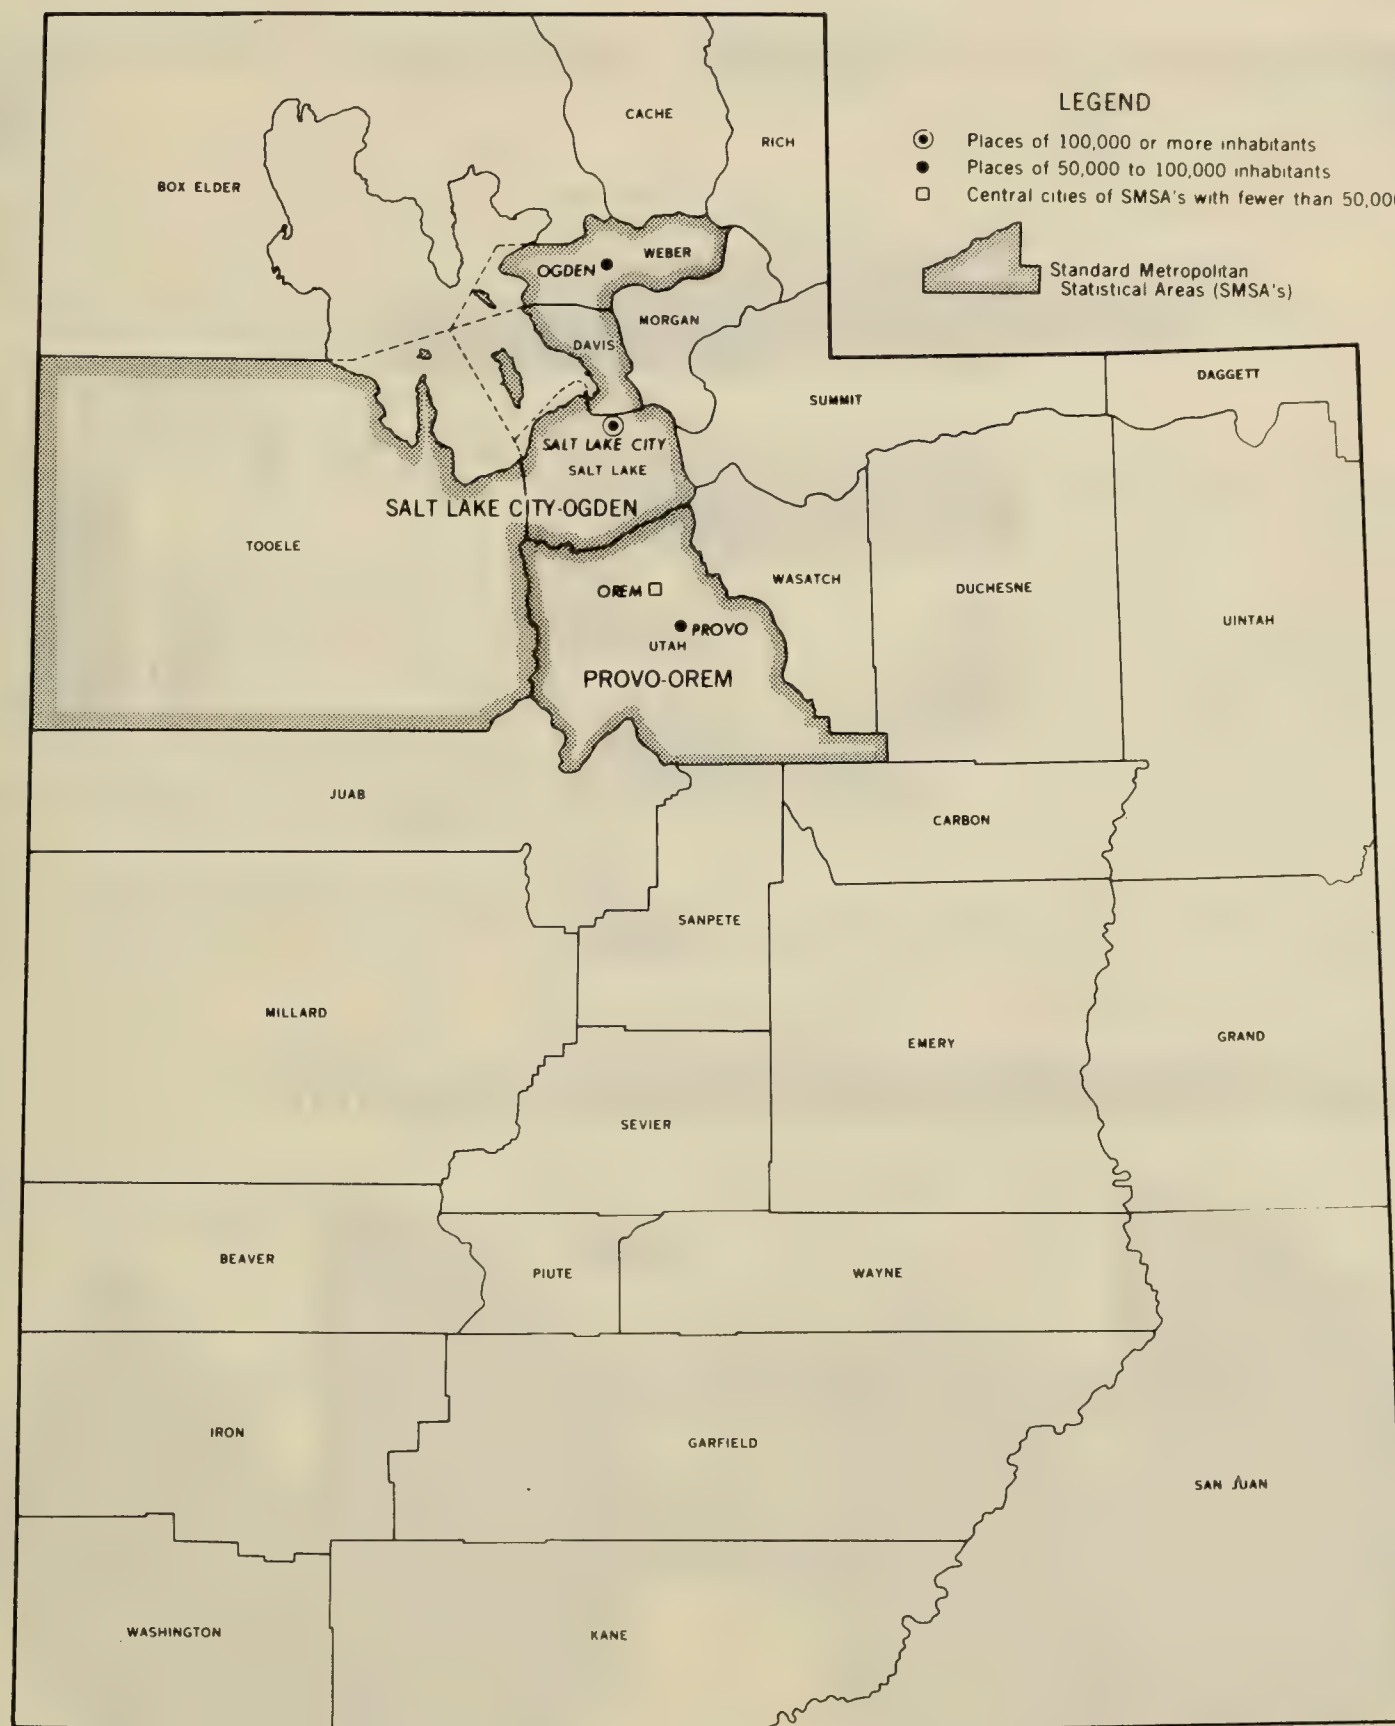 LEGEND
Places of 100,000 or more inhabitants
Places of 50,000 to 100,000 inhabitants
Central cities of SMSA's with fewer than 50,00
Standard Metropolitan
Statistical Areas (SMSA's)
CACHE
RICH
BOX ELDER
WEBER
OGDEN
MORGAN
DAVIS
DAGGETT
SUMMIT
SALT LAKE CITY
SALT LAKE
SALT LAKE CITY-OGDEN
TOOELE
WASATCH
DUCHESNE
OREM
UINTAH
PROVO
UTAH
PROVO-OREM
JUAB
CARBON
SANPETE
MILLARD
EMERY
GRAND
SEVIER
BEAVER
PIUTE
WAYNE
IRON
GARFIELD
SAN JUAN
WASHINGTON
KANE